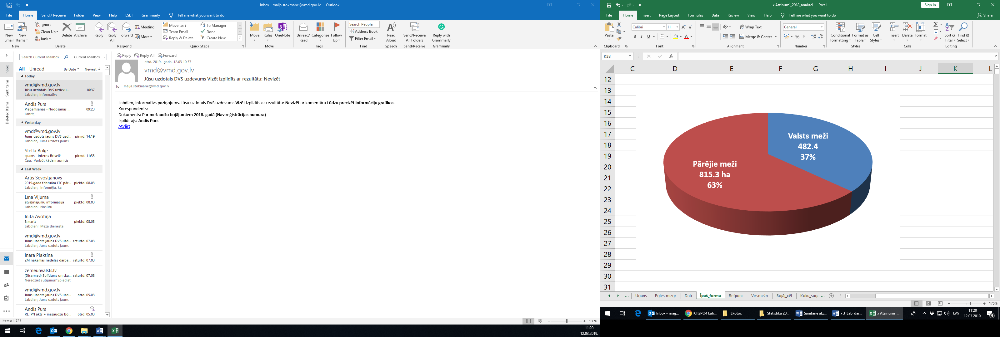 Inbox - maija.stokmane@vmd.gov.lv - Outlook
File Home Send / Receive Folder View Help ESET Grammarly Tell me what you want to do
New Email
New Items
Ignore
Clean Up
Junk
Delete
Archive
Reply
Reply All
Forward
Meeting
More
Move to: ?
Team Email
Reply & Delete
To Manager
Done
Create New
Move
Rules
OneNote
Unread/ Read
Categorize
Follow Up
Search People
Address Book
Filter Email
Read Aloud
Send/Receive All Folders
Reply with Grammarly
New Delete Respond Quick Steps Move Tags Find Speech Send/Receive Grammarly
Inbox
Sent Items
Deleted Items
Search Current Mailbox
Current Mailbox
All Unread By Date Newest
Today
vmd@vmd.gov.lv
Jūsu uzdotais DVS uzdevu... 10:37
Labdien, informatīvs
Andis Purs
Pieņemšanas - Nodošanas ... 09:23
Labrīt,
Yesterday
vmd@vmd.gov.lv
Jums uzdots jauns DVS uzd... pirmd. 14:19
Labdien, Jums uzdots jauns
Stella Boķe
spams - interns Briselē pirmd. 11:33
Čau, Varbūt kādam apnicis
Last Week
Artis Sevostjanovs
2019.gada februāra LTC pār... piektd. 08.03
Labdien, Informēju, ka
Līna Viļuma
atvaļinājumu informācija piektd. 08.03
Labdien! Nosūtu
Inita Avotiņa
8.marts piektd. 08.03
Labdien! Meža dienesta
vmd@vmd.gov.lv
Jums uzdots jauns DVS uzd... ceturtd. 07.03
Labdien, Jums uzdots jauns
Ināra Plaksina
ZM nākamās nedēļas darba... ceturtd. 07.03
zemeunvalsts.lv
(Disarmed) Solīdums un ska... ceturtd. 07.03
Neredziet sūtījumu? Spiediet
vmd@vmd.gov.lv
Jums uzdots jauns DVS uzd... otrd. 05.03
Labdien, Jums uzdots jauns
Andis Purs
RE: PN akts + mežaudžu bo... otrd. 05.03
Items: 1 723
Reply Reply All Forward
otrd. 2019. gada .12.03 10:37
vmd@vmd.gov.lv
Jūsu uzdotais DVS uzdevums Vizēt izpildīts ar rezultātu: Nevizēt
To maija.stokmane@vmd.gov.lv
Labdien, informatīvs paziņojums. Jūsu uzdotais DVS uzdevums Vizēt izpildīts ar rezultātu: Nevizēt ar komentāru Lūdzu precizēt informāciju grafikos.
Korespondents:
Dokuments: Par mežaudžu bojājumiem 2018. gadā (Nav reģistrācijas numura)
Izpildītājs: Andis Purs
Atvērt
100%
11:20
12.03.2019.
x Atzinumi_2018_analīzei - Excel
Sign in
File Home Insert Page Layout Formulas Data Review View Help Tell me what you want to do Share
Paste
Calibri 11
B I U
Wrap Text
Merge & Center
General
Conditional Formatting
Format as Table
Cell Styles
Insert
Delete
Format
Sort & Filter
Find & Select
Clipboard Font Alignment Number Styles Cells Editing
K38
C D E F G H I J K L
12
13
14
15
16
17
18
19
20
21
22
23
24
25
26
27
28
29
30
31
Valsts meži
482.4
37%
Pārējie meži
815.3 ha
63%
... Uguns Egles mizgr Dati Īpaš_forma Reģioni Virsmežn Bojāj_cēl Koku_suga ...
175%
Inbox - maij... KH2PO4 kāli... Ekotox Statistika 20... Sanitārie atz... x 3_Lab_dar... x Atzinumi_...
LAV
11:20
12.03.2019.
4